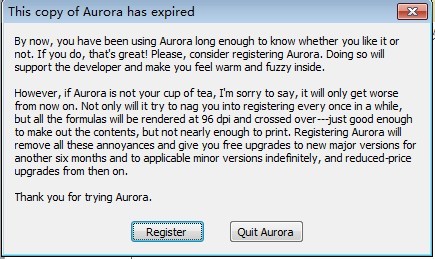 This copy of Aurora has expired
By now, you have been using Aurora long enough to know whether you like it or
not. If you do, that's great! Please, consider registering Aurora. Doing so will
support the developer and make you feel warm and fuzzy inside.
However, if Aurora is not your cup of tea, I'm sorry to say, it will only get worse
from now on. Not only will it try to nag you into registering every once in a while,
but all the formulas will be rendered at 96 dpi and crossed over---just good enough
to make out the contents, but not nearly enough to print. Registering Aurora will
remove all these annoyances and give you free upgrades to new major versions for
another six months and to applicable minor versions indefinitely, and reduced-price
upgrades from then on.
Thank you for trying Aurora.
Register
Quit Aurora